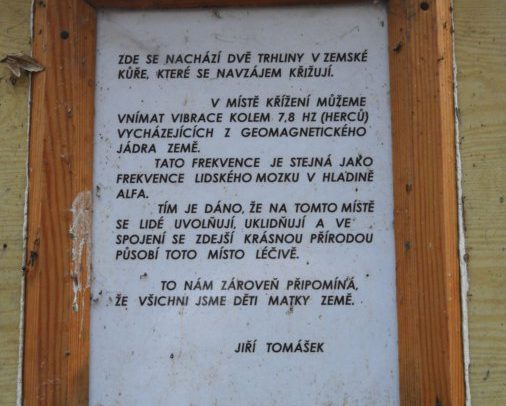 ZDE SE NACHÁZÍ DVĚ TRHLINY V ZEMSKÉ
KŮŘE, KTERÉ SE NAVZÁJEM KŘIŽUJÍ.
V MÍSTĚ KŘÍŽENÍ MŮŽEME
VNÍMAT VIBRACE KOLEM 7,8 HZ (HERCŮ)
VYCHÁZEJÍCÍCH Z GEOMAGNETICKÉHO
JÁDRA ZEMĚ.
TATO FREKVENCE JE STEJNÁ JAKO
FREKVENCE LIDSKÉHO MOZKU V HLADINĚ
ALFA.
TÍM JE DÁNO, ŽE NA TOMTO MÍSTĚ
SE LIDÉ UVOLŇUJÍ, UKLIDŇUJÍ A VE
SPOJENÍ SE ZDEJŠÍ KRÁSNOU PŘÍRODOU
PŮSOBÍ TOTO MÍSTO LÉČIVĚ.
TO NÁM ZÁROVEŇ PŘIPOMÍNÁ,
ŽE VŠICHNI JSME DĚTI MATKY ZEMĚ.
JIŘÍ TOMÁŠEK